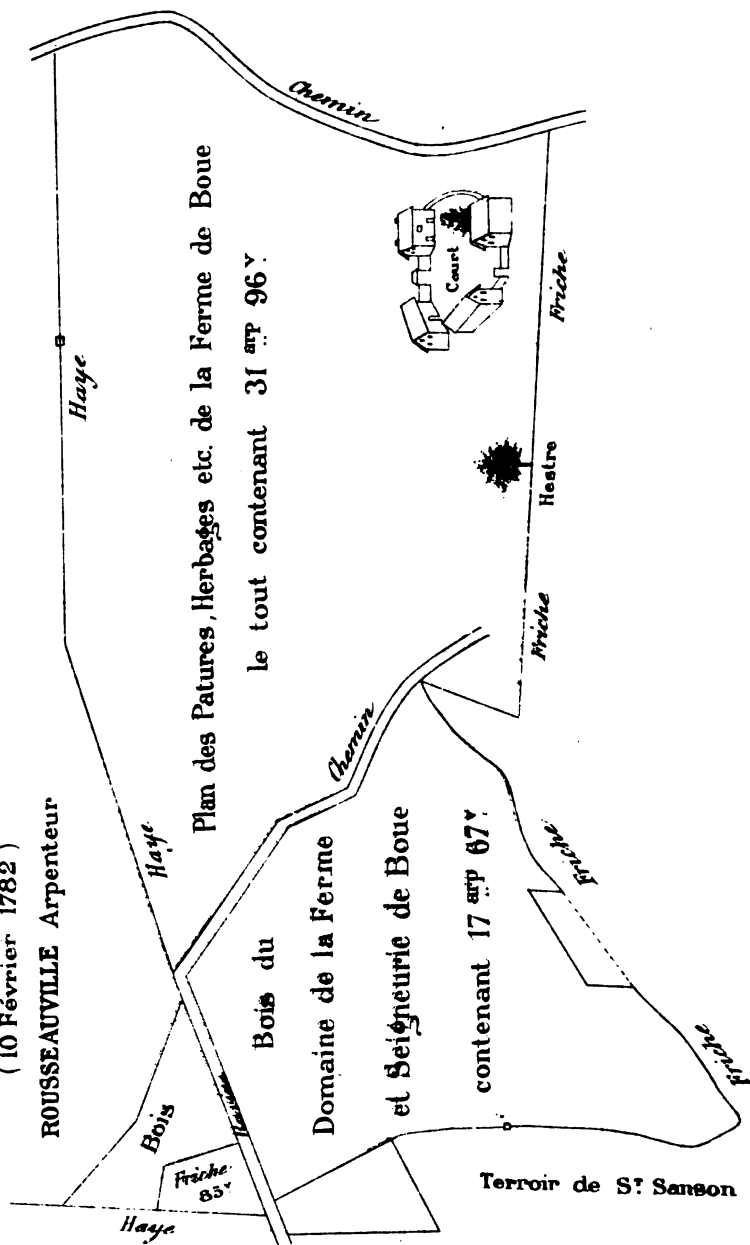 (10 Février 1782)
ROUSSEAUVILLE Arpenteur
Plan des Patures, Herbages etc. de la Ferme de Boue
le tout contenant 31 arp 96 v.
Bois du
Domaine de la Ferme
et Seigneurie de Boue
contenant 17 arp 67 v.
Haye
Haye
Haye
Bois
Friche
83 v
Chemin
Chemin
Court
Friche
Hestre
Friche
Friche
Friche
Terroir de St. Sanson